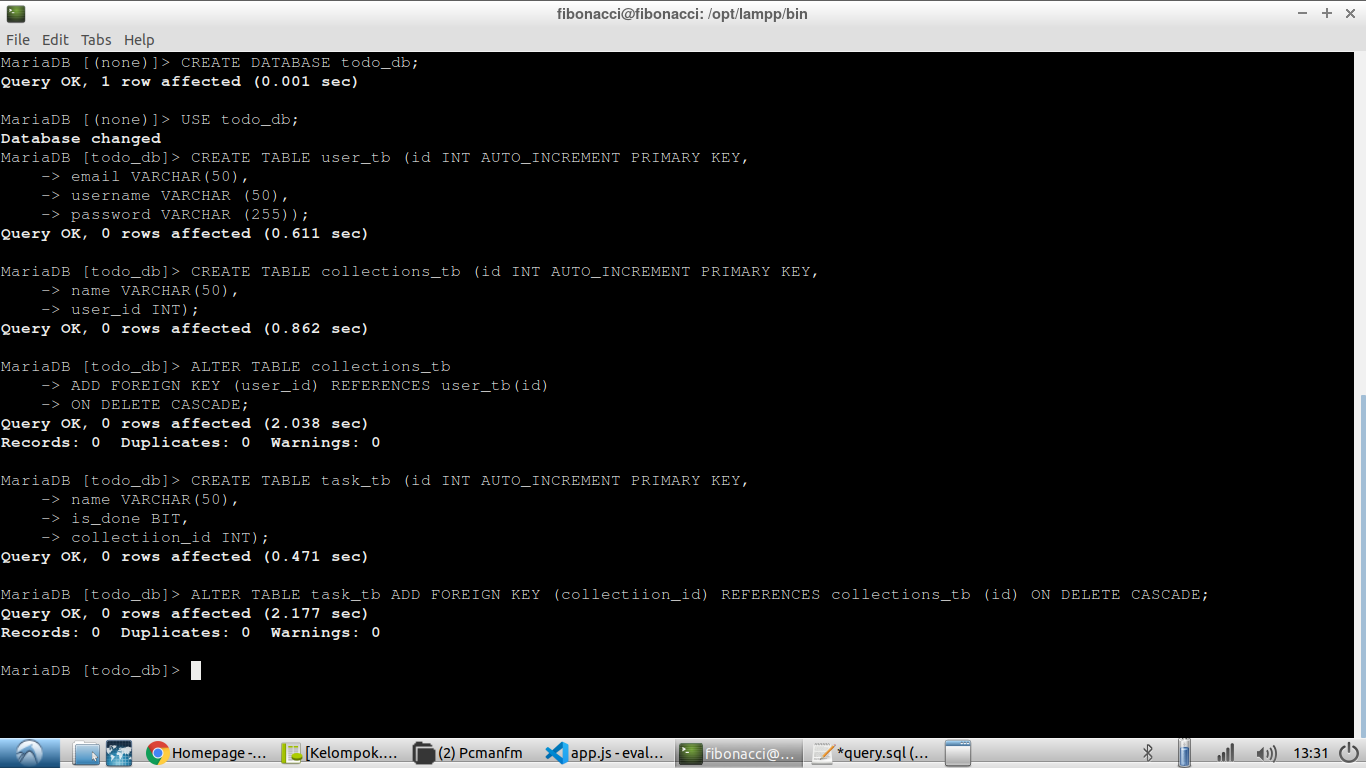 fibonacci@fibonacci: /opt/lampp/bin
File Edit Tabs Help
MariaDB [(none)]> CREATE DATABASE todo_db;
Query OK, 1 row affected (0.001 sec)
MariaDB [(none)]> USE todo_db;
Database changed
MariaDB [todo_db]> CREATE TABLE user_tb (id INT AUTO_INCREMENT PRIMARY KEY,
    -> email VARCHAR(50),
    -> username VARCHAR (50),
    -> password VARCHAR (255));
Query OK, 0 rows affected (0.611 sec)
MariaDB [todo_db]> CREATE TABLE collections_tb (id INT AUTO_INCREMENT PRIMARY KEY,
    -> name VARCHAR(50),
    -> user_id INT);
Query OK, 0 rows affected (0.862 sec)
MariaDB [todo_db]> ALTER TABLE collections_tb
    -> ADD FOREIGN KEY (user_id) REFERENCES user_tb(id)
    -> ON DELETE CASCADE;
Query OK, 0 rows affected (2.038 sec)
Records: 0  Duplicates: 0  Warnings: 0
MariaDB [todo_db]> CREATE TABLE task_tb (id INT AUTO_INCREMENT PRIMARY KEY,
    -> name VARCHAR(50),
    -> is_done BIT,
    -> collectiion_id INT);
Query OK, 0 rows affected (0.471 sec)
MariaDB [todo_db]> ALTER TABLE task_tb ADD FOREIGN KEY (collectiion_id) REFERENCES collections_tb (id) ON DELETE CASCADE;
Query OK, 0 rows affected (2.177 sec)
Records: 0  Duplicates: 0  Warnings: 0
MariaDB [todo_db]>
Homepage -... [Kelompok.... (2) Pcmanfm app.js - eval... fibonacci@... *query.sql (... 13:31